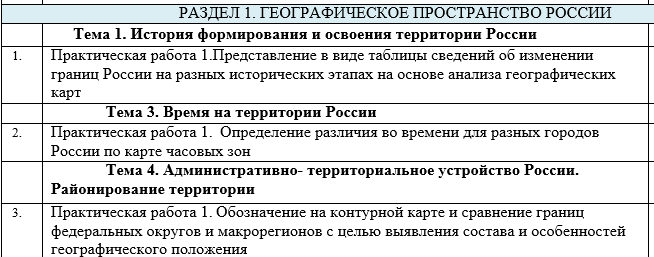 РАЗДЕЛ 1. ГЕОГРАФИЧЕСКОЕ ПРОСТРАНСТВО РОССИИ
Тема 1. История формирования и освоения территории России
1. Практическая работа 1.Представление в виде таблицы сведений об изменении
границ России на разных исторических этапах на основе анализа географических
карт
Тема 3. Время на территории России
2. Практическая работа 1. Определение различия во времени для разных городов
России по карте часовых зон
Тема 4. Административно- территориальное устройство России.
Районирование территории
3. Практическая работа 1. Обозначение на контурной карте и сравнение границ
федеральных округов и макрорегионов с целью выявления состава и особенностей
географического положения